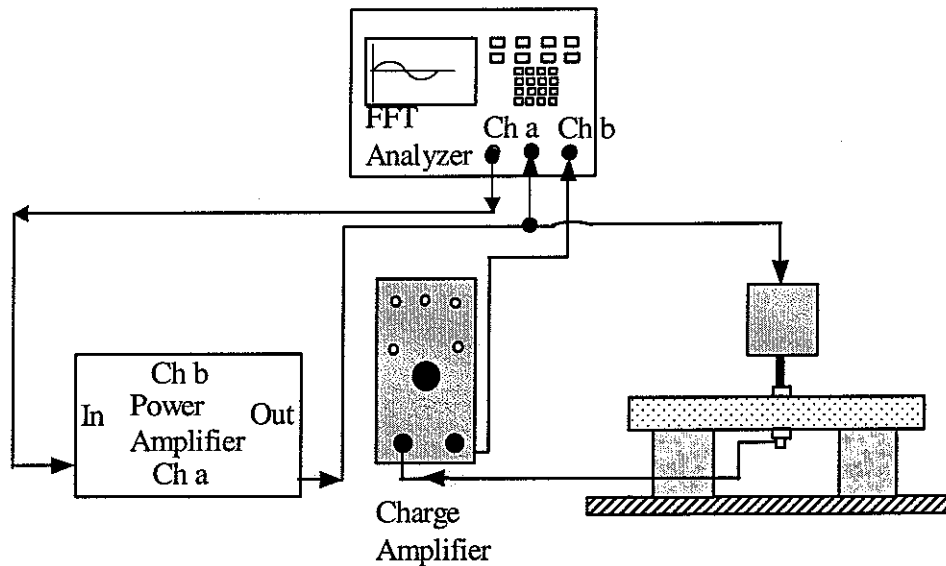 FFT
Analyzer
Ch a
Ch b
Ch b
In
Power
Amplifier
Out
Ch a
Charge
Amplifier